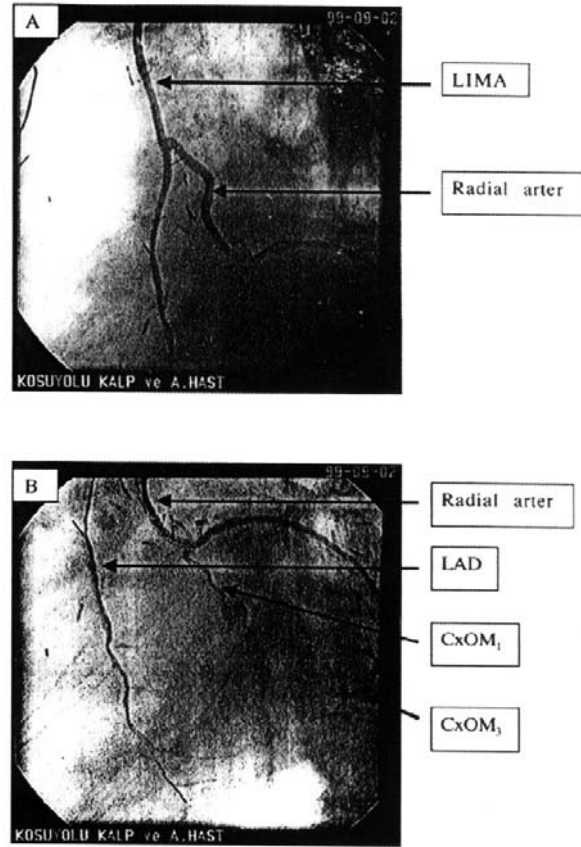 A
99-09-02
LIMA
Radial arter
KOSUYOLU KALP ve A.HAST
B
99-09-02
Radial arter
LAD
CxOM₁
CxOM₃
KOSUYOLU KALP ve A.HAST